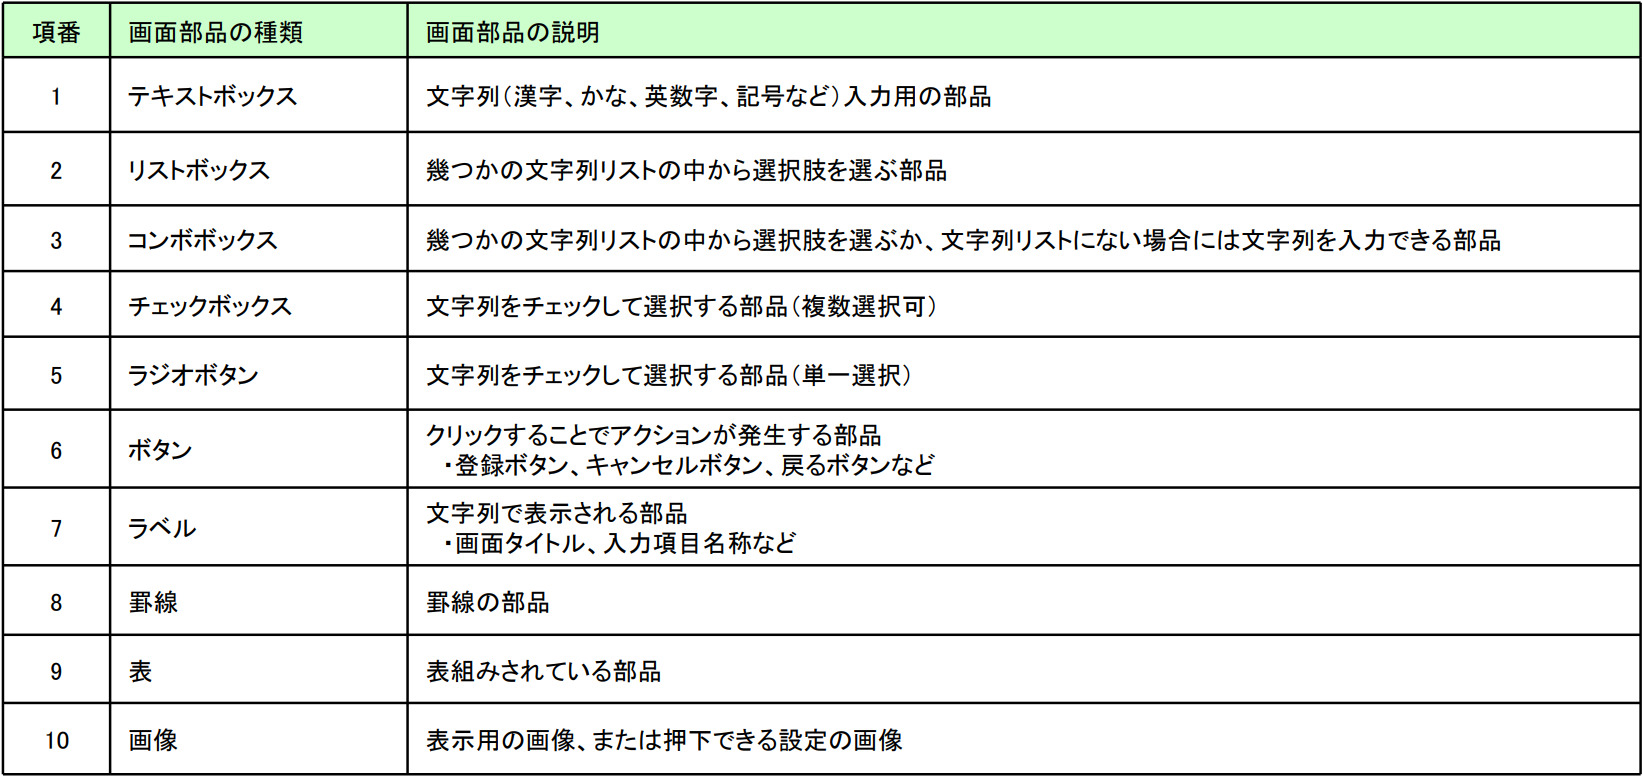 項番 画面部品の種類 画面部品の説明
1 テキストボックス 文字列(漢字、かな、英数字、記号など)入力用の部品
2 リストボックス 幾つかの文字列リストの中から選択肢を選ぶ部品
3 コンボボックス 幾つかの文字列リストの中から選択肢を選ぶか、文字列リストにない場合には文字列を入力できる部品
4 チェックボックス 文字列をチェックして選択する部品(複数選択可)
5 ラジオボタン 文字列をチェックして選択する部品(単一選択)
6 ボタン クリックすることでアクションが発生する部品
・登録ボタン、キャンセルボタン、戻るボタンなど
7 ラベル 文字列で表示される部品
・画面タイトル、入力項目名称など
8 罫線 罫線の部品
9 表 表組みされている部品
10 画像 表示用の画像、または押下できる設定の画像